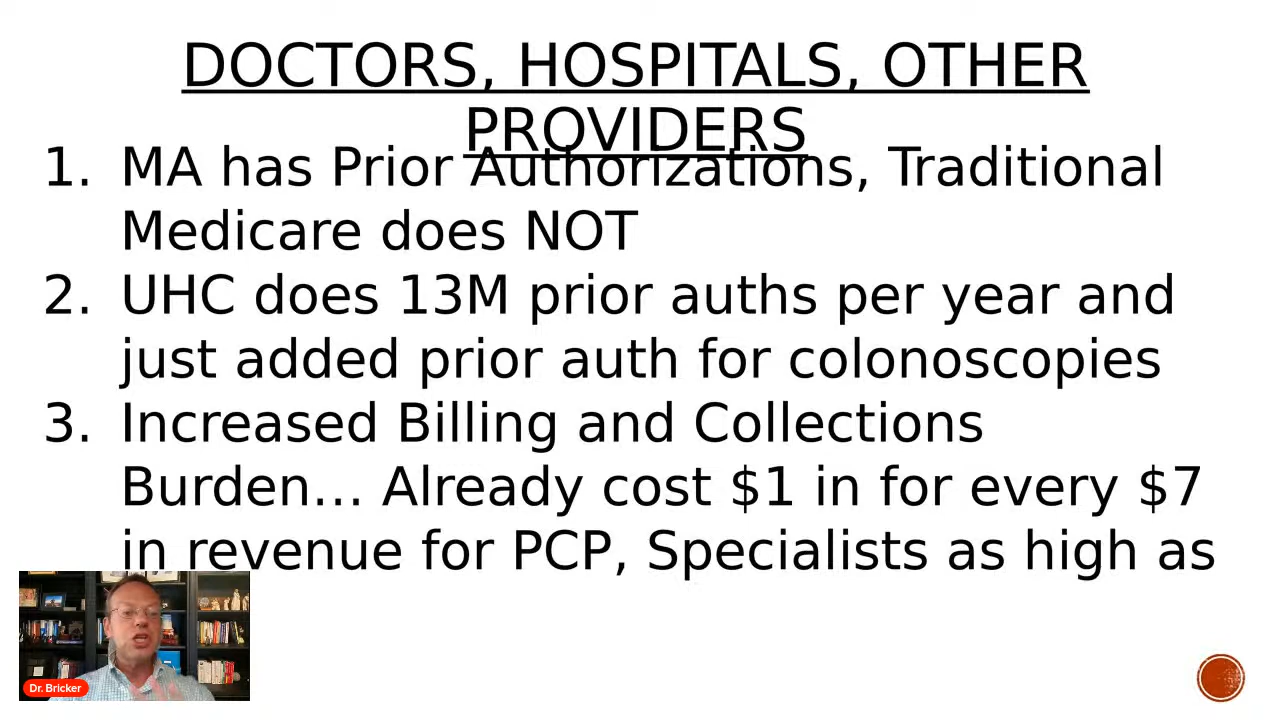 DOCTORS, HOSPITALS, OTHER
PROVIDERS
1. MA has Prior Authorizations, Traditional
Medicare does NOT
2. UHC does 13M prior auths per year and
just added prior auth for colonoscopies
3. Increased Billing and Collections
Burden... Already cost $1 in for every $7
in revenue for PCP, Specialists as high as
Dr. Bricker